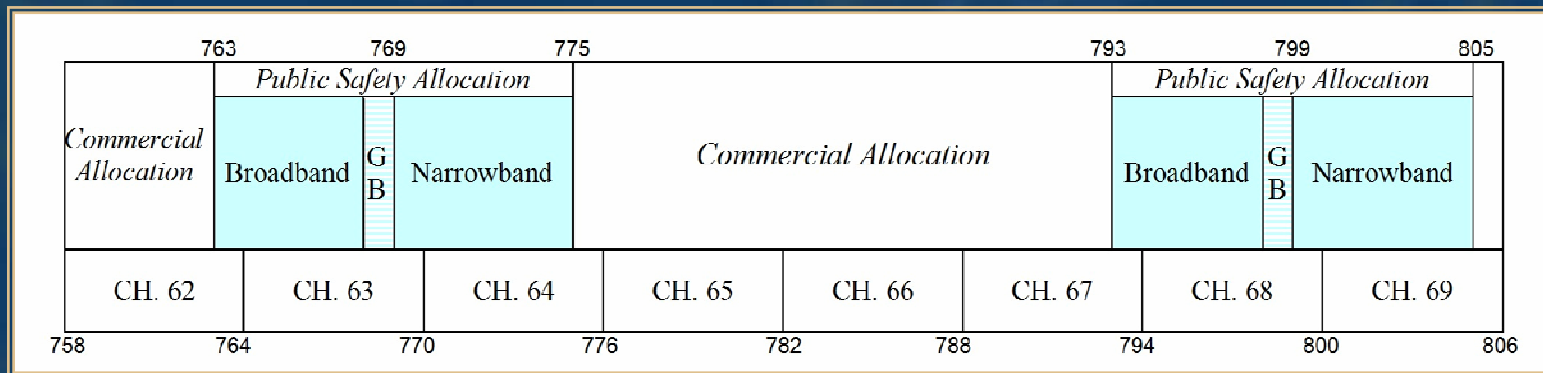 763 769 775 793 799 805
Public Safety Allocation Public Safety Allocation
Commercial
Allocation
Broadband
G
B
Narrowband
Commercial Allocation
Broadband
G
B
Narrowband
CH. 62 CH. 63 CH. 64 CH. 65 CH. 66 CH. 67 CH. 68 CH. 69
758 764 770 776 782 788 794 800 806